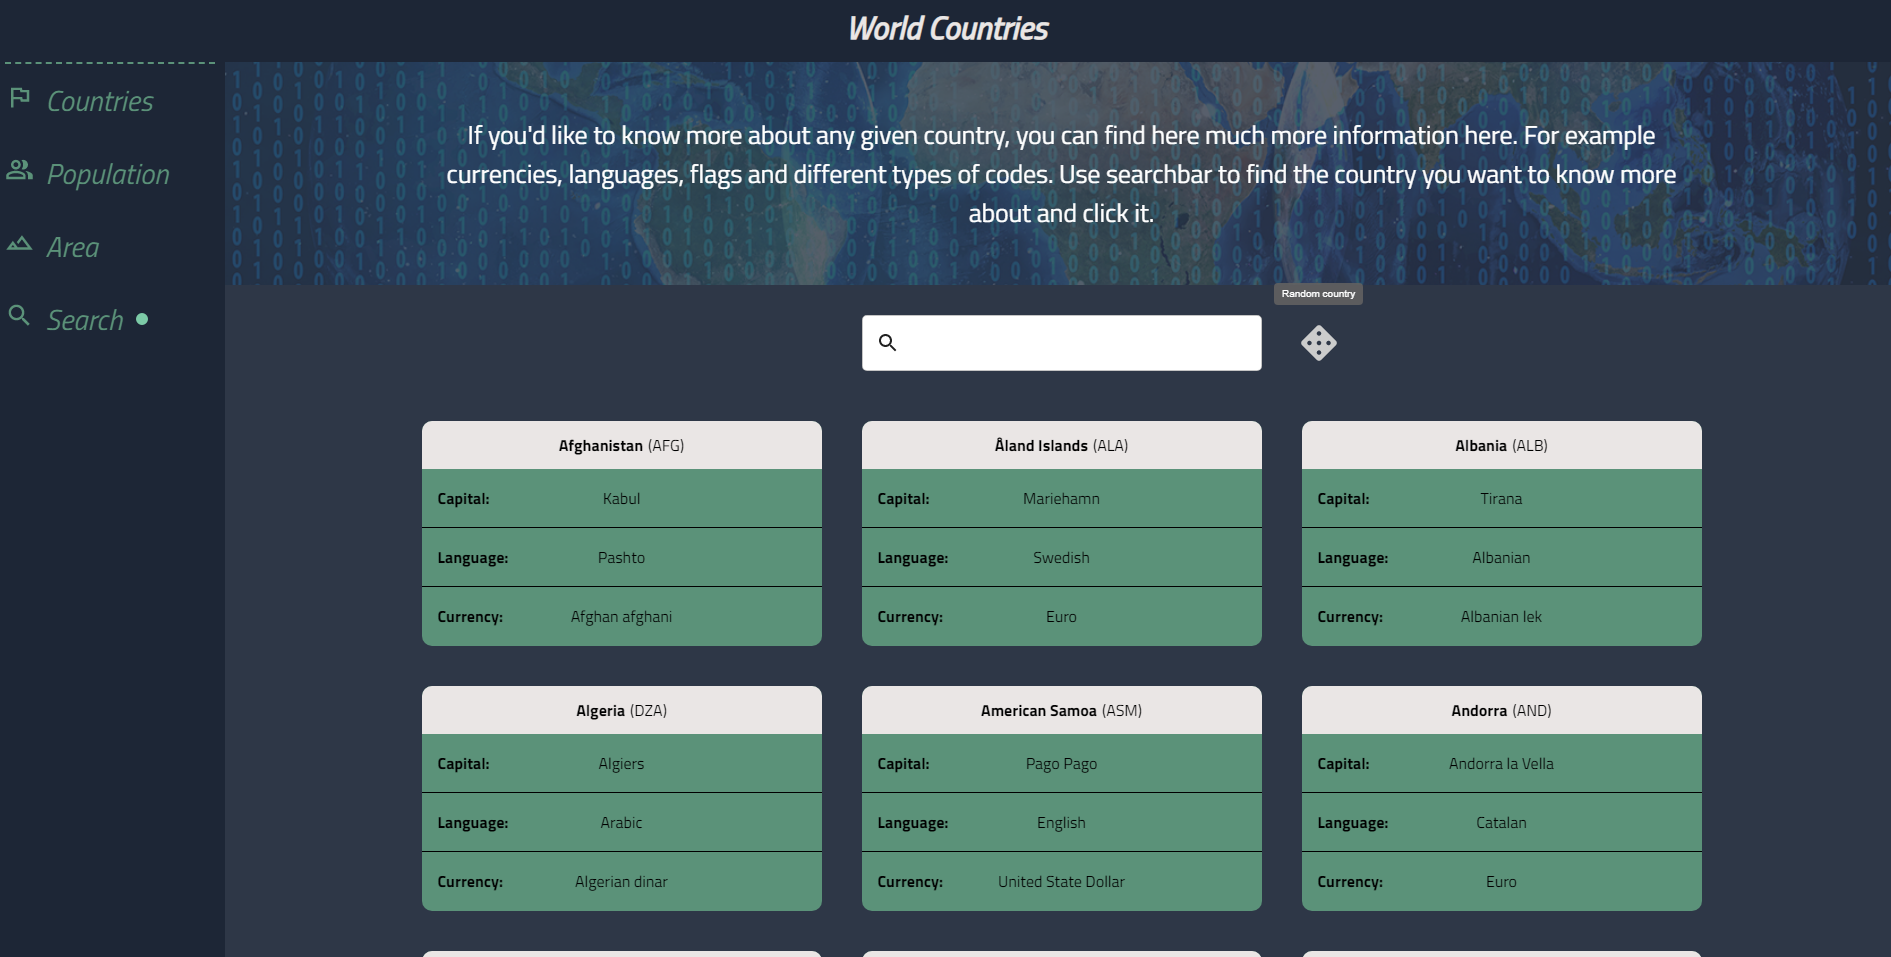 World Countries
Countries
Population
Area
Search
If you'd like to know more about any given country, you can find here much more information here. For example
currencies, languages, flags and different types of codes. Use searchbar to find the country you want to know more
about and click it.
Random country
Afghanistan (AFG)
Capital: Kabul
Language: Pashto
Currency: Afghan afghani
Åland Islands (ALA)
Capital: Mariehamn
Language: Swedish
Currency: Euro
Albania (ALB)
Capital: Tirana
Language: Albanian
Currency: Albanian lek
Algeria (DZA)
Capital: Algiers
Language: Arabic
Currency: Algerian dinar
American Samoa (ASM)
Capital: Pago Pago
Language: English
Currency: United State Dollar
Andorra (AND)
Capital: Andorra la Vella
Language: Catalan
Currency: Euro